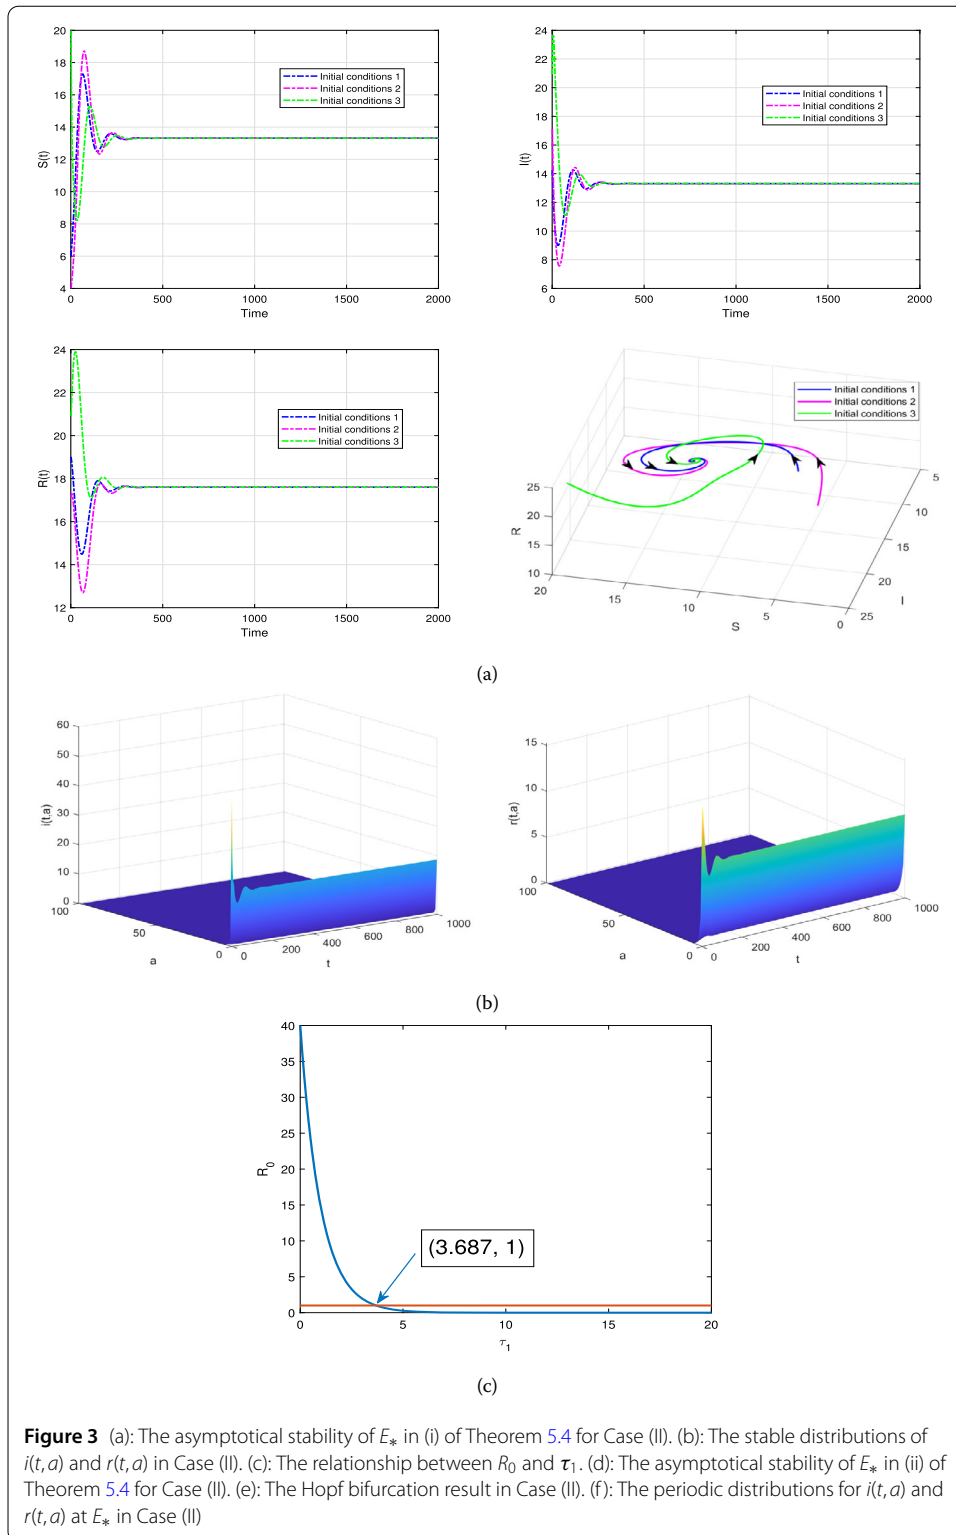 20
18
16
14
12
10
8
6
4
S(t)
0
500
1000
1500
2000
Time
Initial conditions 1
Initial conditions 2
Initial conditions 3
24
22
20
18
16
14
12
10
8
6
I(t)
0
500
1000
1500
2000
Time
Initial conditions 1
Initial conditions 2
Initial conditions 3
24
22
20
18
16
14
12
R(t)
0
500
1000
1500
2000
Time
Initial conditions 1
Initial conditions 2
Initial conditions 3
25
20
15
10
R
20
15
10
5
0
S
5
10
15
20
25
I
Initial conditions 1
Initial conditions 2
Initial conditions 3
(a)
60
50
40
30
20
10
0
i(t,a)
100
50
0
a
0
200
400
600
800
1000
t
15
10
5
0
r(t,a)
100
50
0
a
0
200
400
600
800
1000
t
(b)
40
35
30
25
20
15
10
5
0
R₀
(3.687, 1)
0
5
10
15
20
τ₁
(c)
Figure 3 (a): The asymptotical stability of E∗ in (i) of Theorem 5.4 for Case (II). (b): The stable distributions of
i(t, a) and r(t, a) in Case (II). (c): The relationship between R₀ and τ₁. (d): The asymptotical stability of E∗ in (ii) of
Theorem 5.4 for Case (II). (e): The Hopf bifurcation result in Case (II). (f): The periodic distributions for i(t, a) and
r(t, a) at E∗ in Case (II)